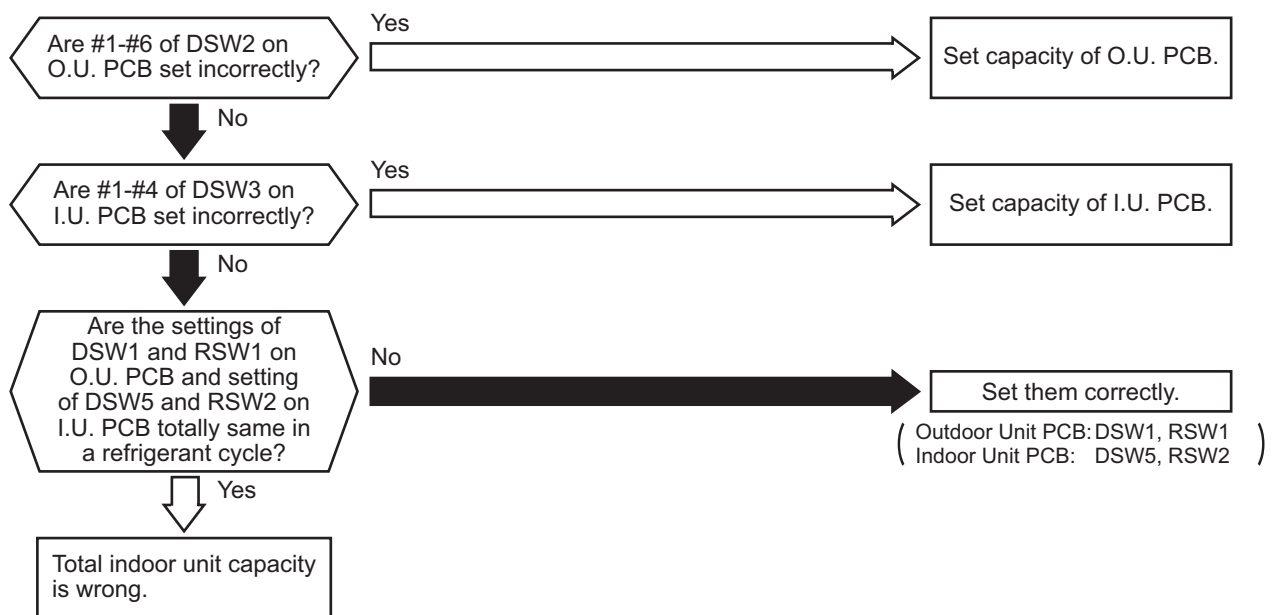 Are #1-#6 of DSW2 on
O.U. PCB set incorrectly?
Yes
Set capacity of O.U. PCB.
No
Are #1-#4 of DSW3 on
I.U. PCB set incorrectly?
Yes
Set capacity of I.U. PCB.
No
Are the settings of
DSW1 and RSW1 on
O.U. PCB and setting
of DSW5 and RSW2 on
I.U. PCB totally same in
a refrigerant cycle?
No
Set them correctly.
( Outdoor Unit PCB: DSW1, RSW1
Indoor Unit PCB: DSW5, RSW2 )
Yes
Total indoor unit capacity
is wrong.